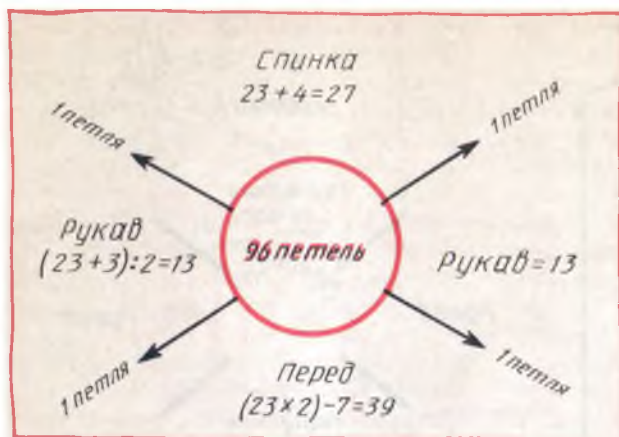 Спинка
23+4=27
1 петля
1 петля
Рукав
(23+3):2=13
96 петель
Рукав=13
1 петля
1 петля
Перед
(23×2)-7=39